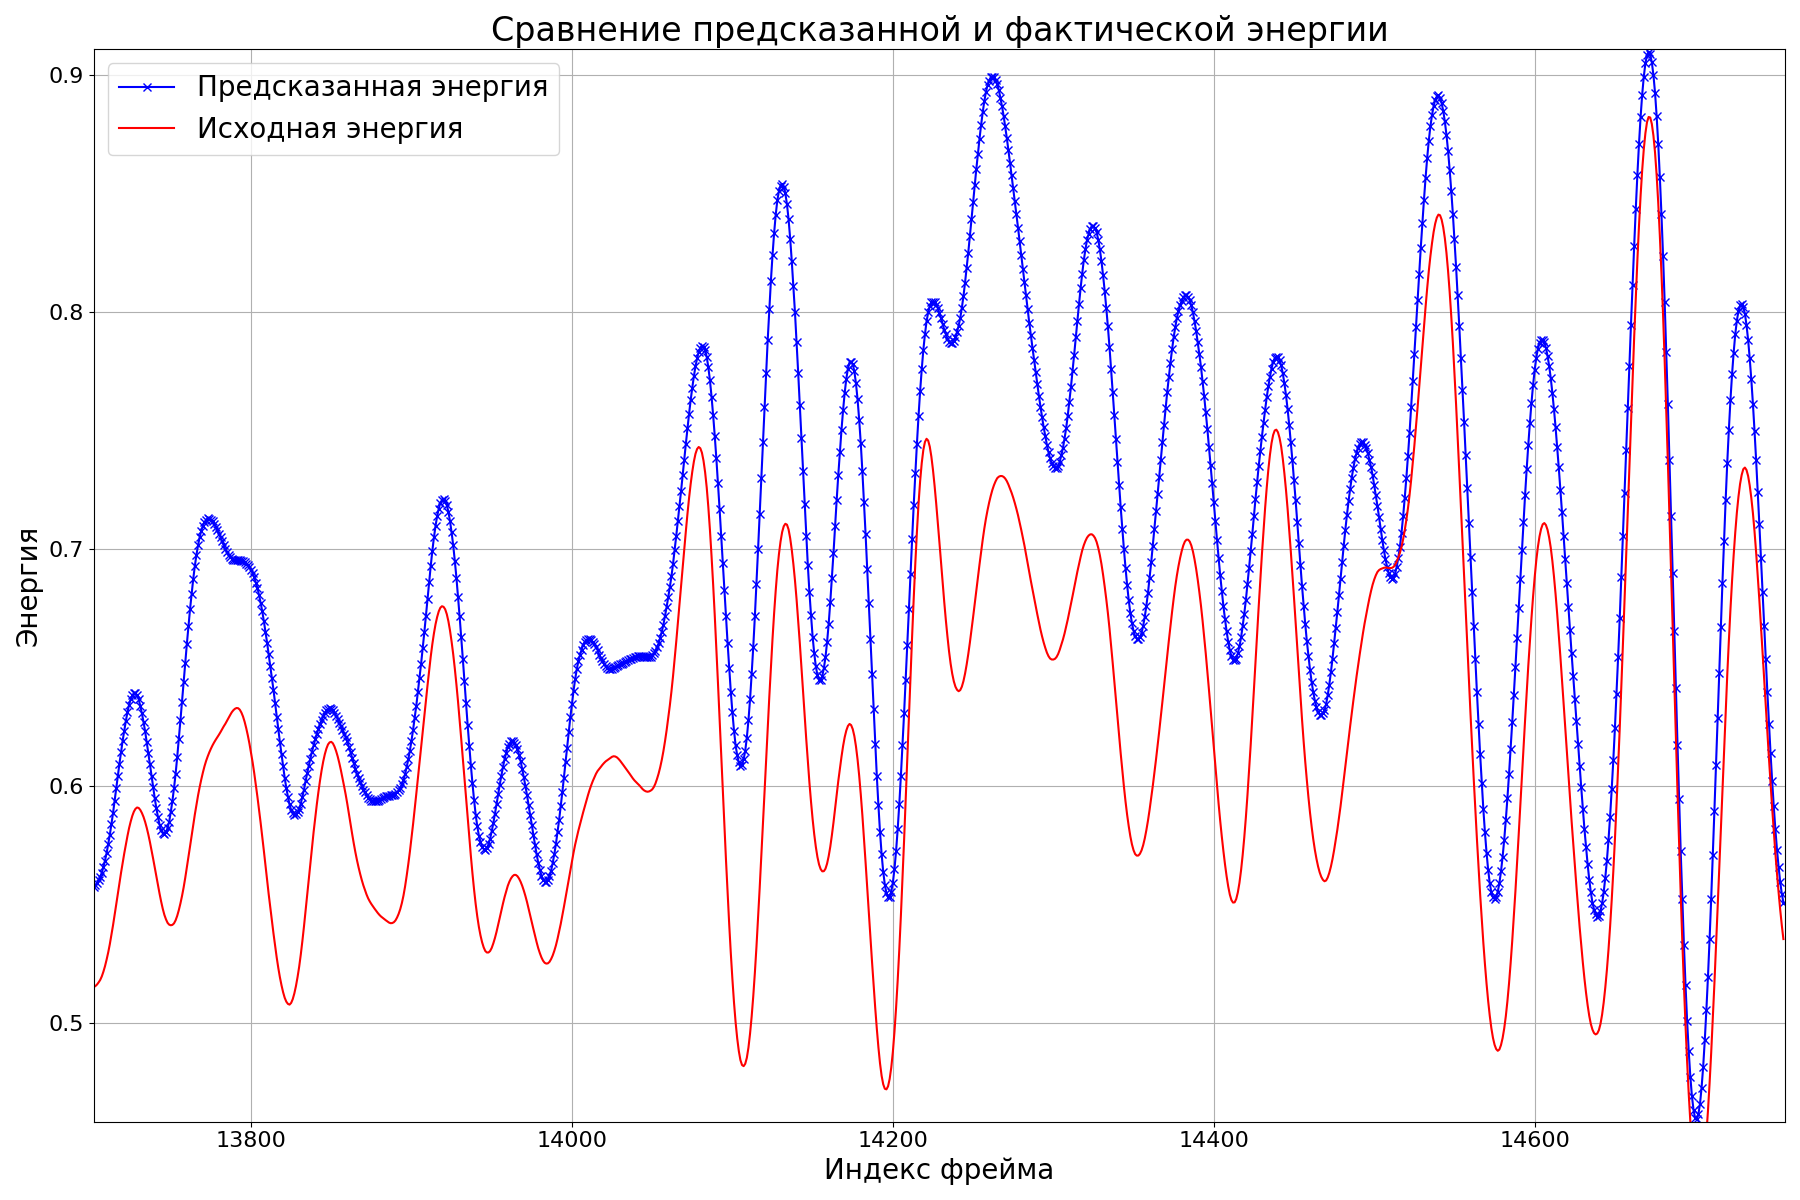 Сравнение предсказанной и фактической энергии
Предсказанная энергия
Исходная энергия
0.9
0.8
0.7
0.6
0.5
Энергия
13800 14000 14200 14400 14600
Индекс фрейма